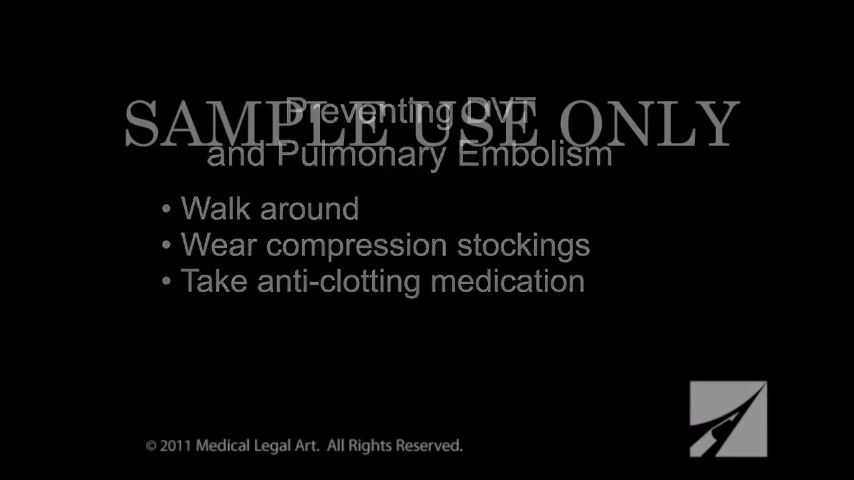 SAMPLE USE ONLY
Preventing DVT
and Pulmonary Embolism
• Walk around
• Wear compression stockings
• Take anti-clotting medication
© 2011 Medical Legal Art. All Rights Reserved.